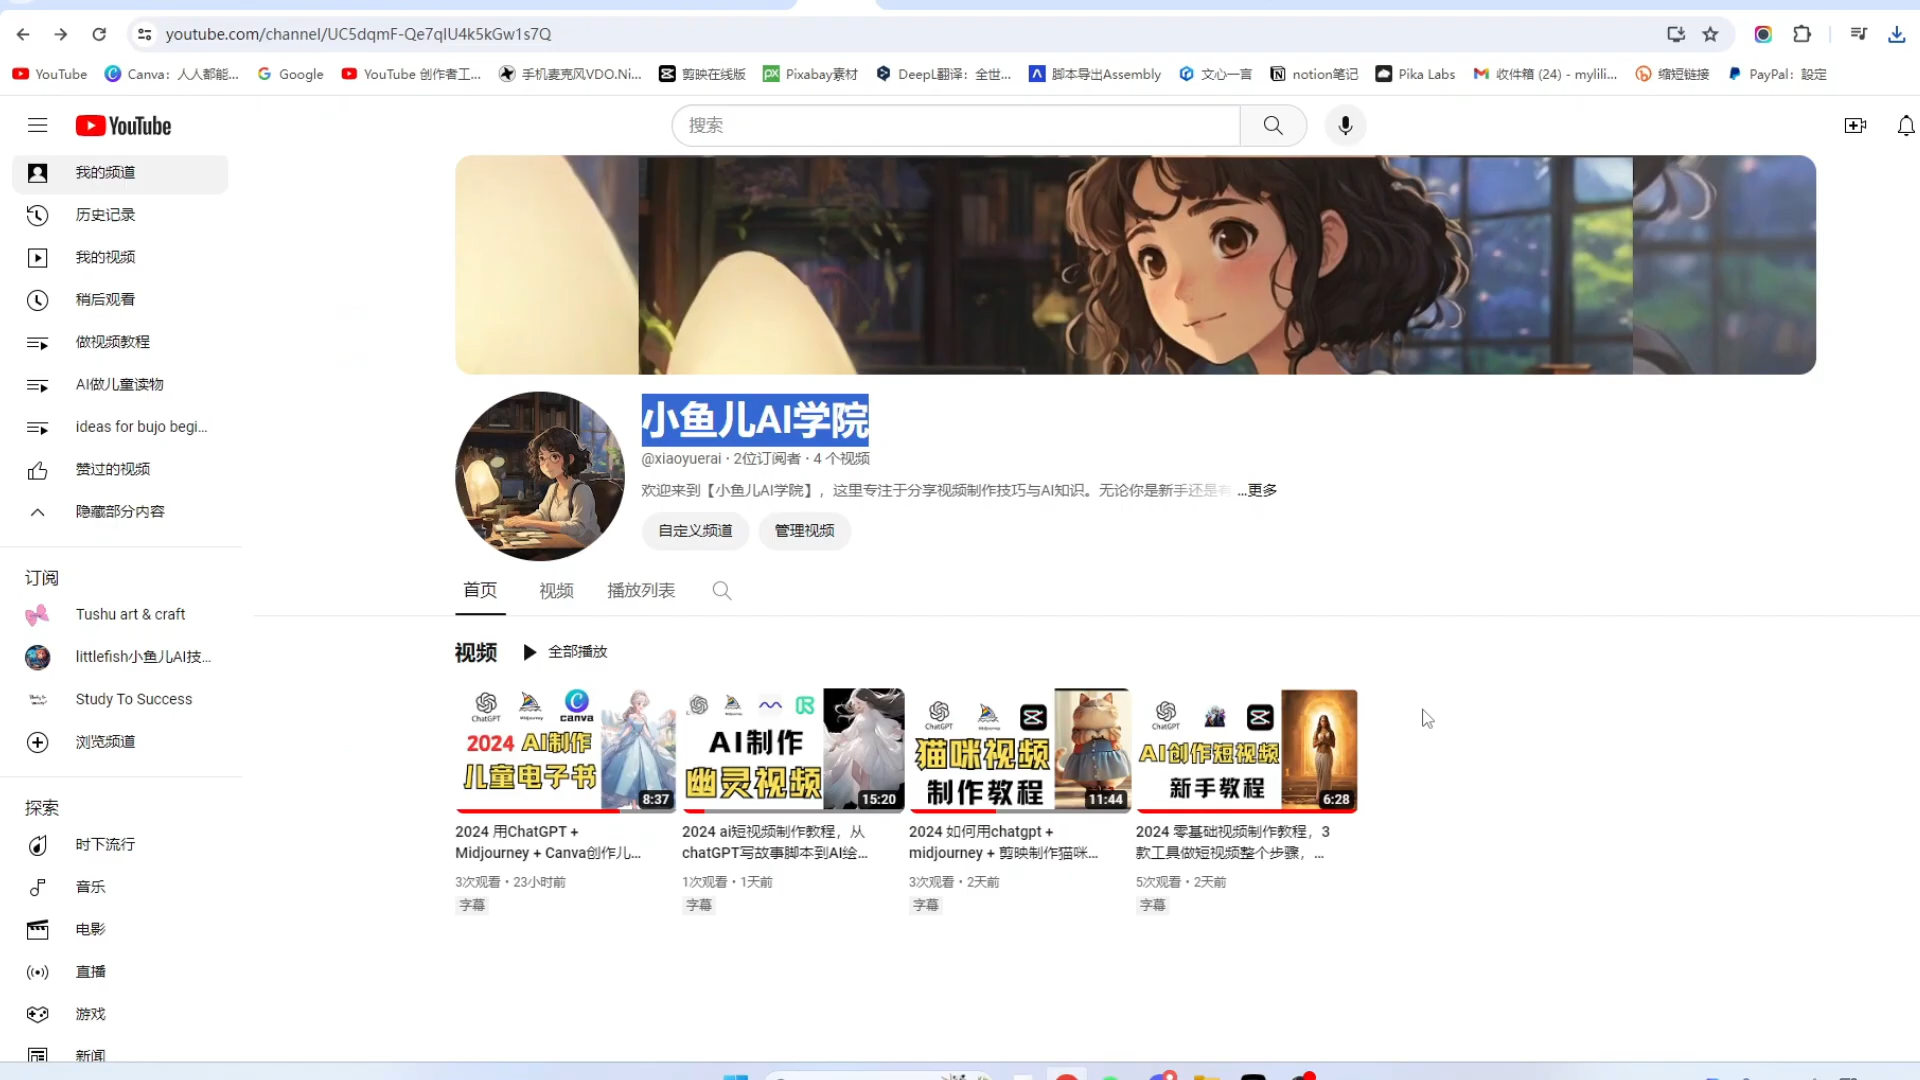 youtube.com/channel/UC5dqmF-Qe7qIU4k5kGw1s7Q
YouTube
Canva：人人都能...
Google
YouTube 创作者工...
手机麦克风VDO.Ni...
剪映在线版
Pixabay素材
DeepL翻译：全世...
脚本导出Assembly
文心一言
notion笔记
Pika Labs
收件箱 (24) - mylili...
缩短链接
PayPal：設定
YouTube
搜索
我的频道
历史记录
我的视频
稍后观看
做视频教程
AI做儿童读物
ideas for bujo begi...
赞过的视频
隐藏部分内容
订阅
Tushu art & craft
littlefish小鱼儿AI技...
Study To Success
浏览频道
探索
时下流行
音乐
电影
直播
游戏
新闻
小鱼儿AI学院
@xiaoyuerai · 2位订阅者 · 4 个视频
欢迎来到【小鱼儿AI学院】，这里专注于分享视频制作技巧与AI知识。无论你是新手还是有 ...更多
自定义频道
管理视频
首页
视频
播放列表
视频
全部播放
ChatGPT
Midjourney
Canva
2024 AI制作
儿童电子书
8:37
2024 用ChatGPT +
Midjourney + Canva创作儿...
3次观看 · 23小时前
字幕
AI制作
幽灵视频
15:20
2024 ai短视频制作教程，从
chatGPT写故事脚本到AI绘...
1次观看 · 1天前
字幕
ChatGPT
Midjourney
猫咪视频
制作教程
11:44
2024 如何用chatgpt +
midjourney + 剪映制作猫咪...
3次观看 · 2天前
字幕
ChatGPT
AI创作短视频
新手教程
6:28
2024 零基础视频制作教程，3
款工具做短视频整个步骤，...
5次观看 · 2天前
字幕